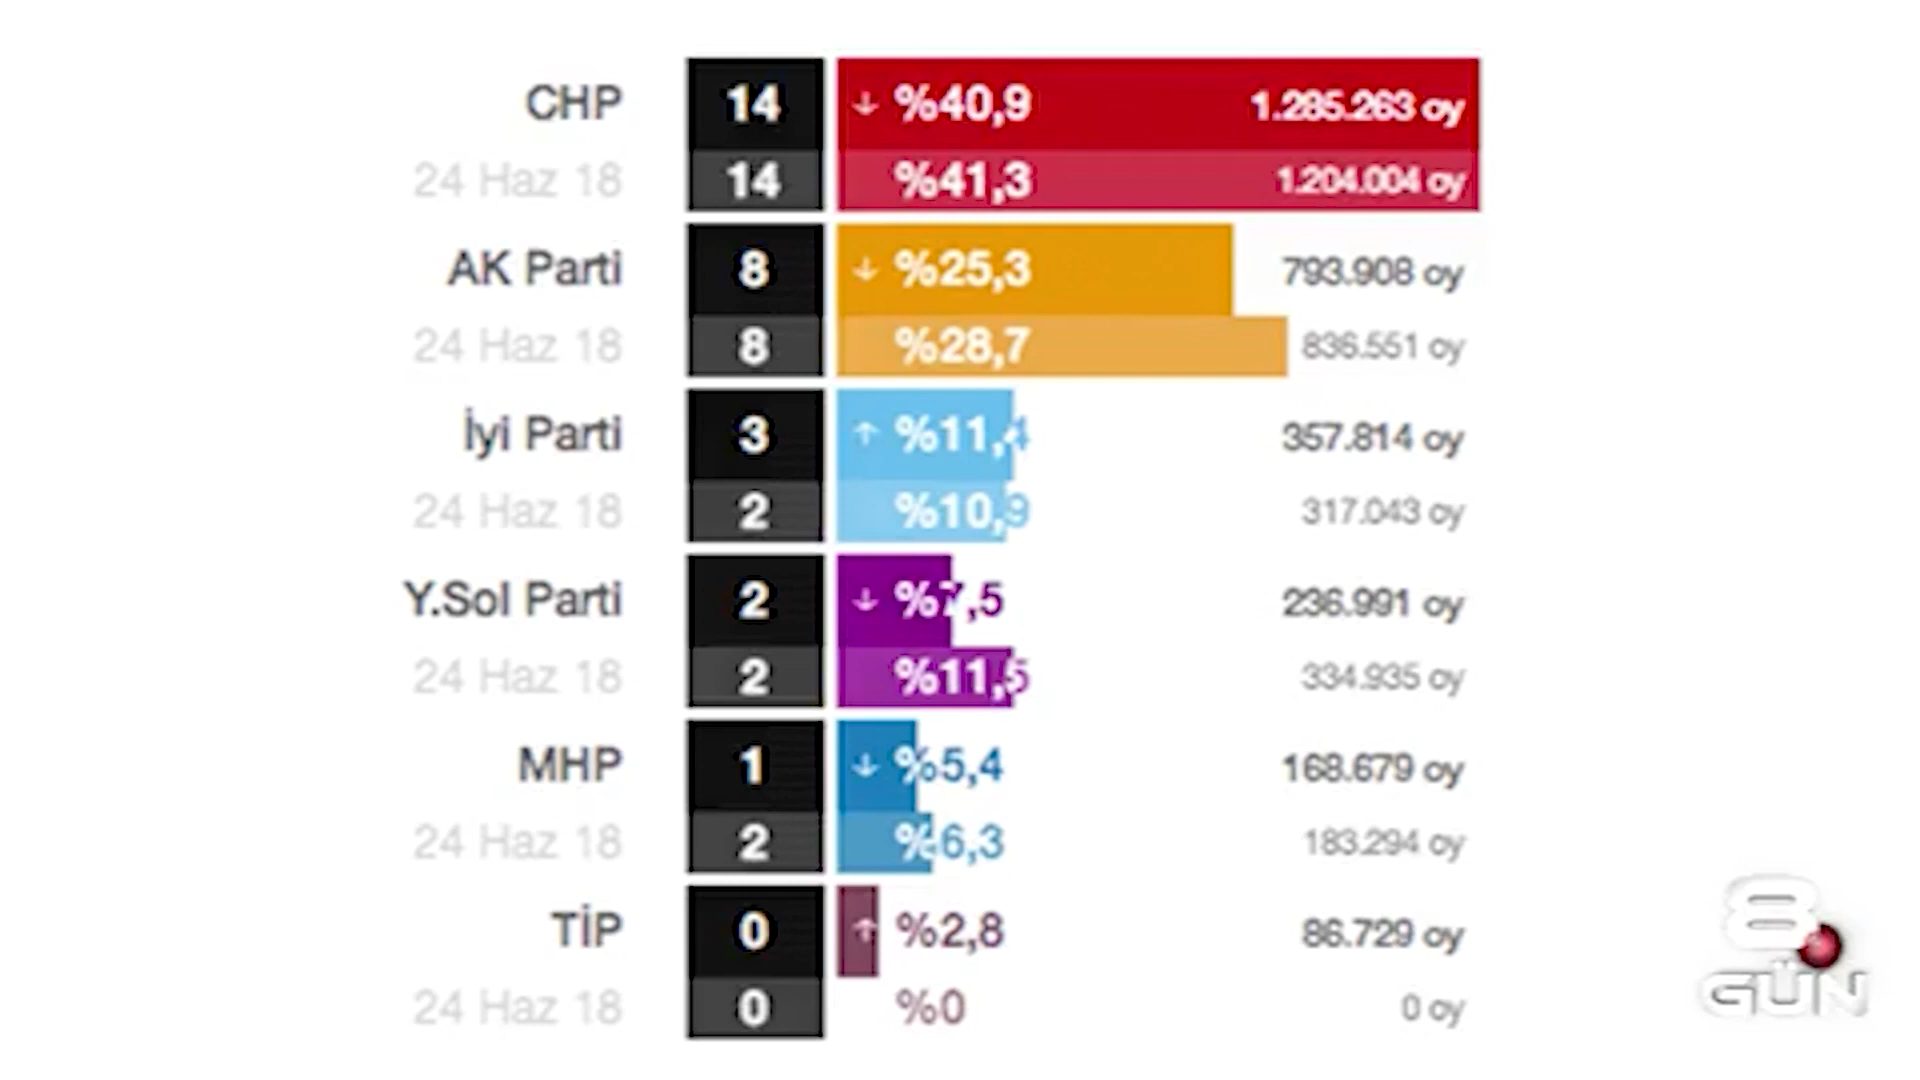 CHP 14 ↓ %40,9 1.285.263 oy
24 Haz 18 14 %41,3 1.204.004 oy
AK Parti 8 ↓ %25,3 793.908 oy
24 Haz 18 8 %28,7 836.551 oy
İyi Parti 3 ↑ %11,4 357.814 oy
24 Haz 18 2 %10,9 317.043 oy
Y.Sol Parti 2 ↓ %7,5 236.991 oy
24 Haz 18 2 %11,5 334.935 oy
MHP 1 ↓ %5,4 168.679 oy
24 Haz 18 2 %6,3 183.294 oy
TİP 0 ↑ %2,8 86.729 oy
24 Haz 18 0 %0 0 oy
8
GÜN